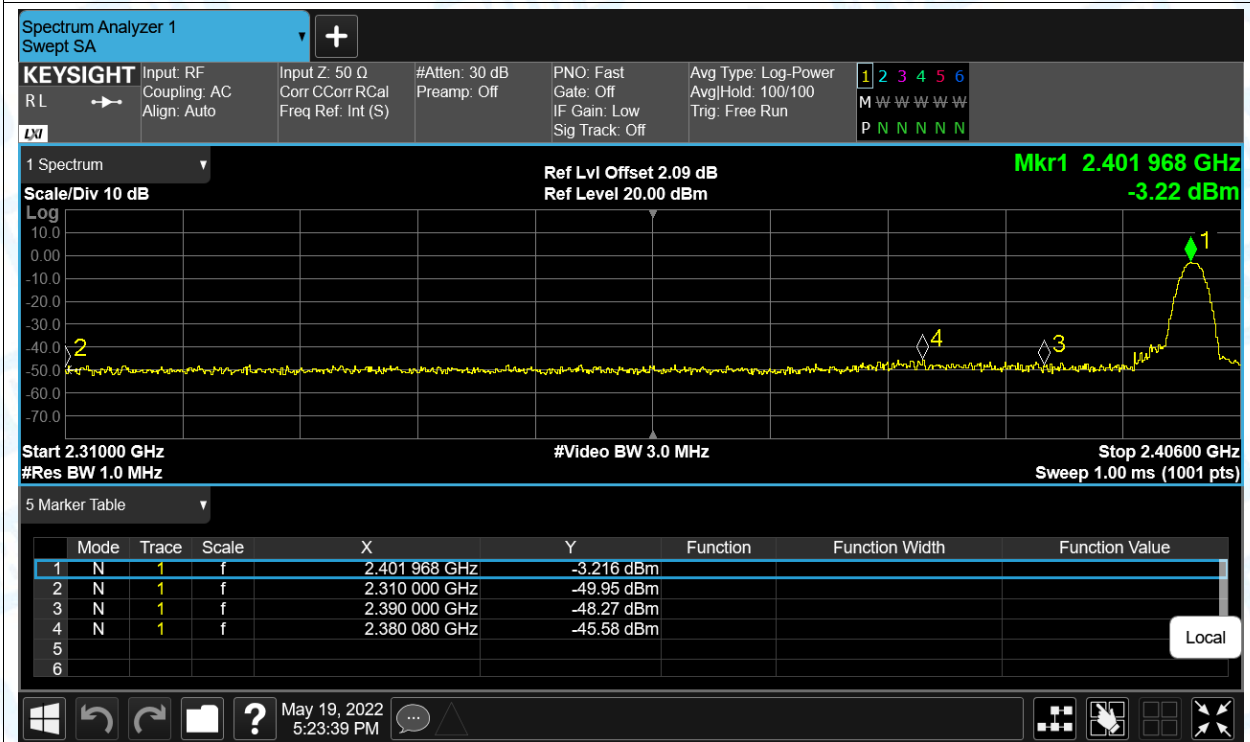 Spectrum Analyzer 1
Swept SA
+
KEYSIGHT
R L
LXI
Input: RF
Coupling: AC
Align: Auto
Input Z: 50 Ω
Corr CCorr RCal
Freq Ref: Int (S)
#Atten: 30 dB
Preamp: Off
PNO: Fast
Gate: Off
IF Gain: Low
Sig Track: Off
Avg Type: Log-Power
Avg|Hold: 100/100
Trig: Free Run
1 2 3 4 5 6
M W W W W W
P N N N N N
1 Spectrum
Scale/Div 10 dB
Ref Lvl Offset 2.09 dB
Ref Level 20.00 dBm
Mkr1 2.401 968 GHz
-3.22 dBm
Log
10.0
0.00
-10.0
-20.0
-30.0
-40.0
-50.0
-60.0
-70.0
1
2
4
3
Start 2.31000 GHz
#Res BW 1.0 MHz
#Video BW 3.0 MHz
Stop 2.40600 GHz
Sweep 1.00 ms (1001 pts)
5 Marker Table
Mode Trace Scale X Y Function Function Width Function Value
1 N 1 f 2.401 968 GHz -3.216 dBm
2 N 1 f 2.310 000 GHz -49.95 dBm
3 N 1 f 2.390 000 GHz -48.27 dBm
4 N 1 f 2.380 080 GHz -45.58 dBm
5
6
Local
?
May 19, 2022
5:23:39 PM